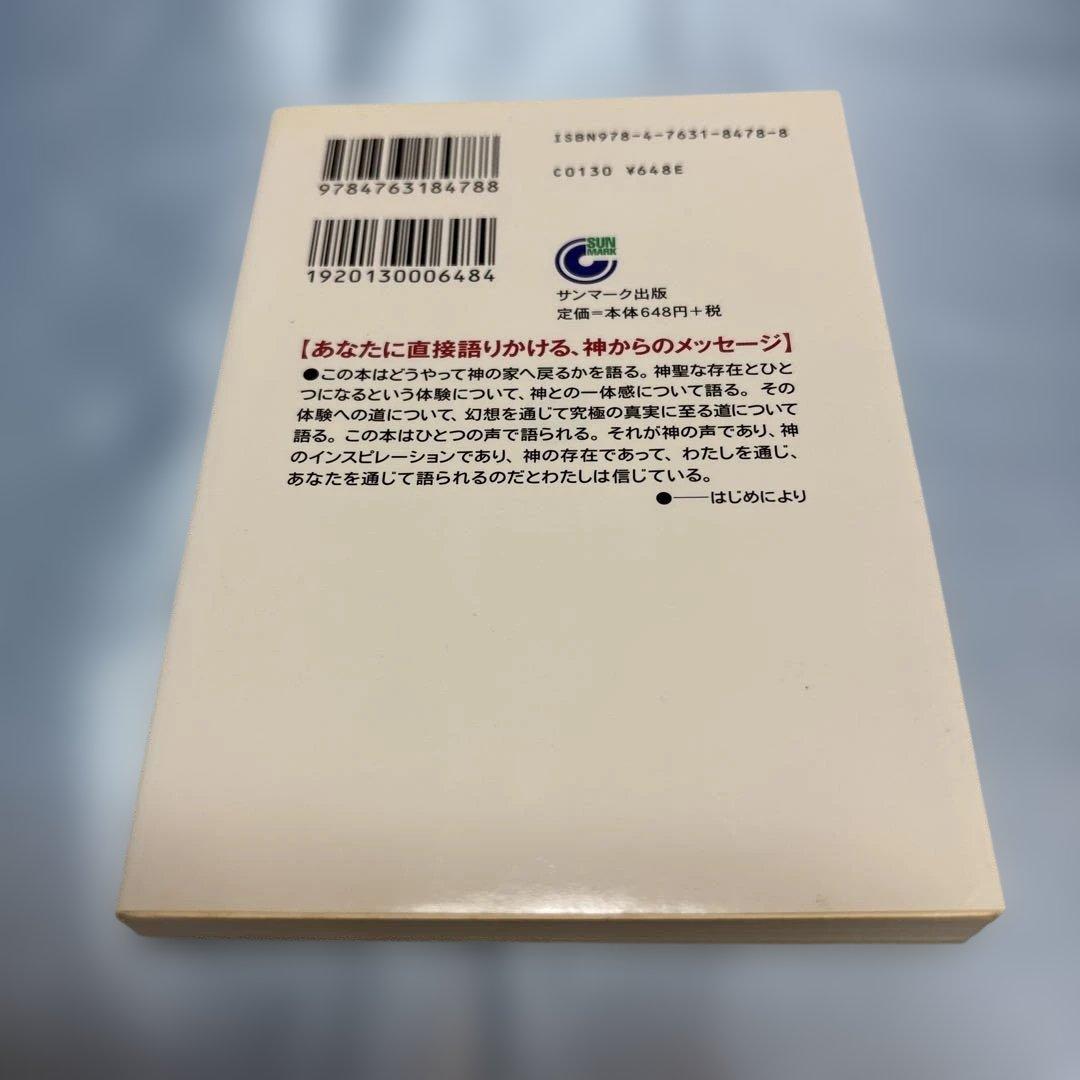 9784763184788
ISBN978-4-7631-8478-8
C0130 ¥648E
1920130006484
SUN
MARK
サンマーク出版
定価=本体648円+税
【あなたに直接語りかける、神からのメッセージ】
●この本はどうやって神の家へ戻るかを語る。神聖な存在とひと
つになるという体験について、神との一体感について語る。その
体験への道について、幻想を通じて究極の真実に至る道について
語る。この本はひとつの声で語られる。それが神の声であり、神
のインスピレーションであり、神の存在であって、わたしを通じ、
あなたを通じて語られるのだとわたしは信じている。
●――はじめにより